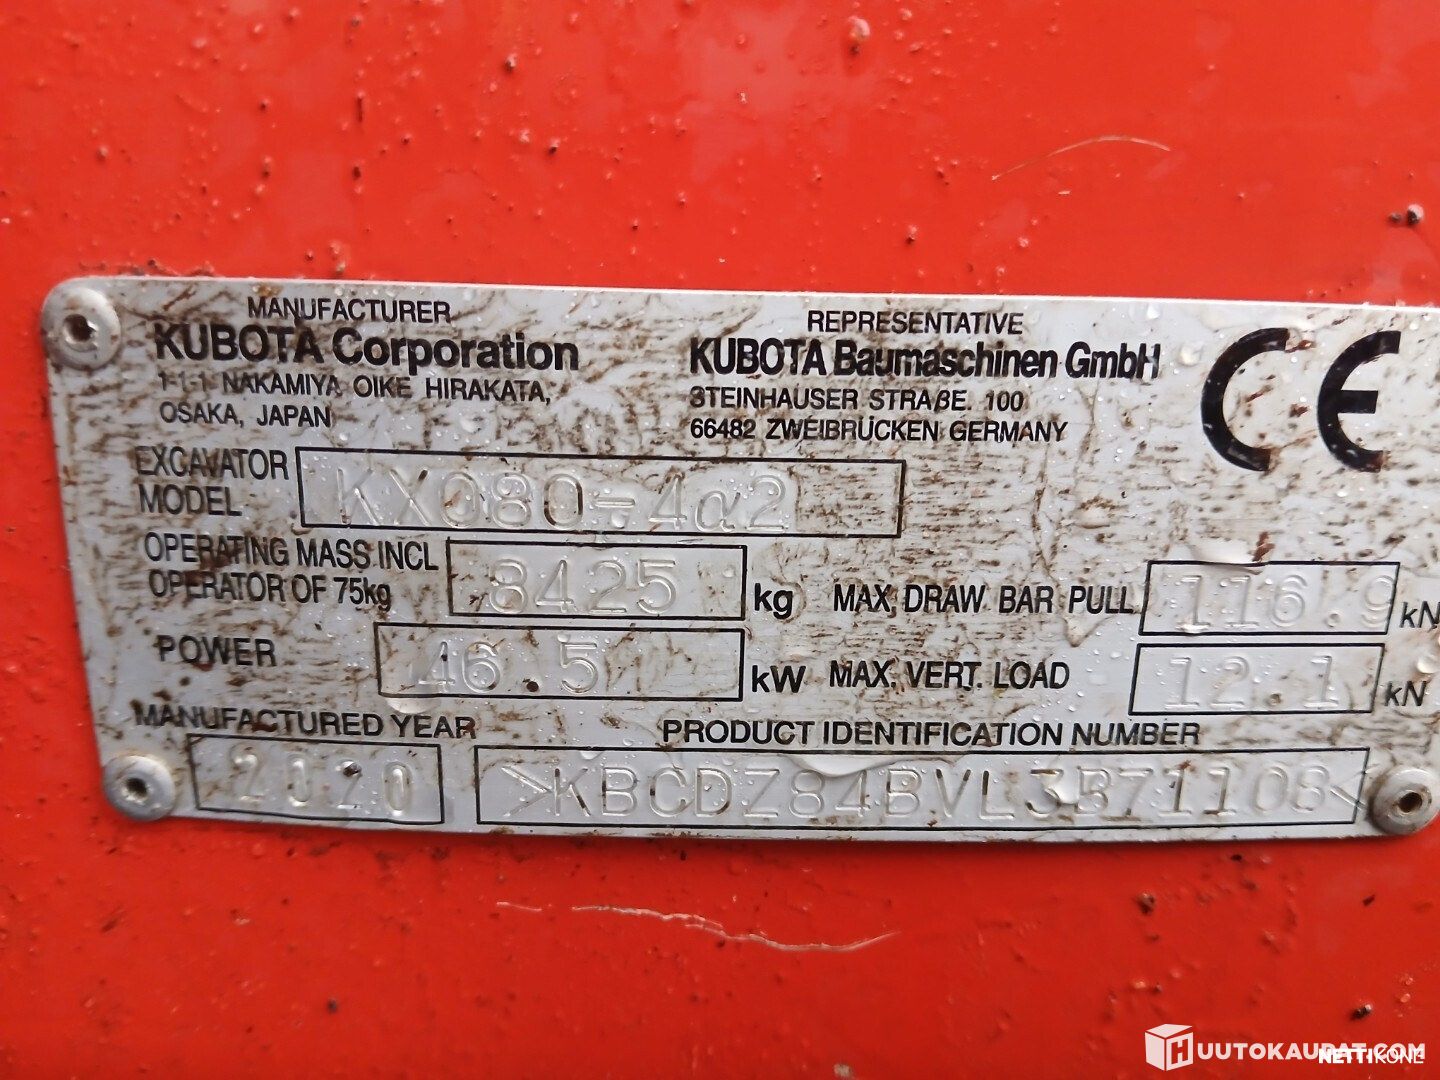 MANUFACTURER
KUBOTA Corporation
1-1-1 NAKAMIYA OIKE HIRAKATA,
OSAKA, JAPAN
REPRESENTATIVE
KUBOTA Baumaschinen GmbH
STEINHAUSER STRAßE. 100
66482 ZWEIBRÜCKEN GERMANY
CE
EXCAVATOR MODEL KX080-4α2
OPERATING MASS INCL
OPERATOR OF 75kg 8425 kg
MAX. DRAW BAR PULL 116.9 kN
POWER 46.5 kW
MAX. VERT. LOAD 12.1 kN
MANUFACTURED YEAR
2020
PRODUCT IDENTIFICATION NUMBER
>KBCDZ84BVL3B71108<
HUUTOKAUPAT.COM
NETTIKONE